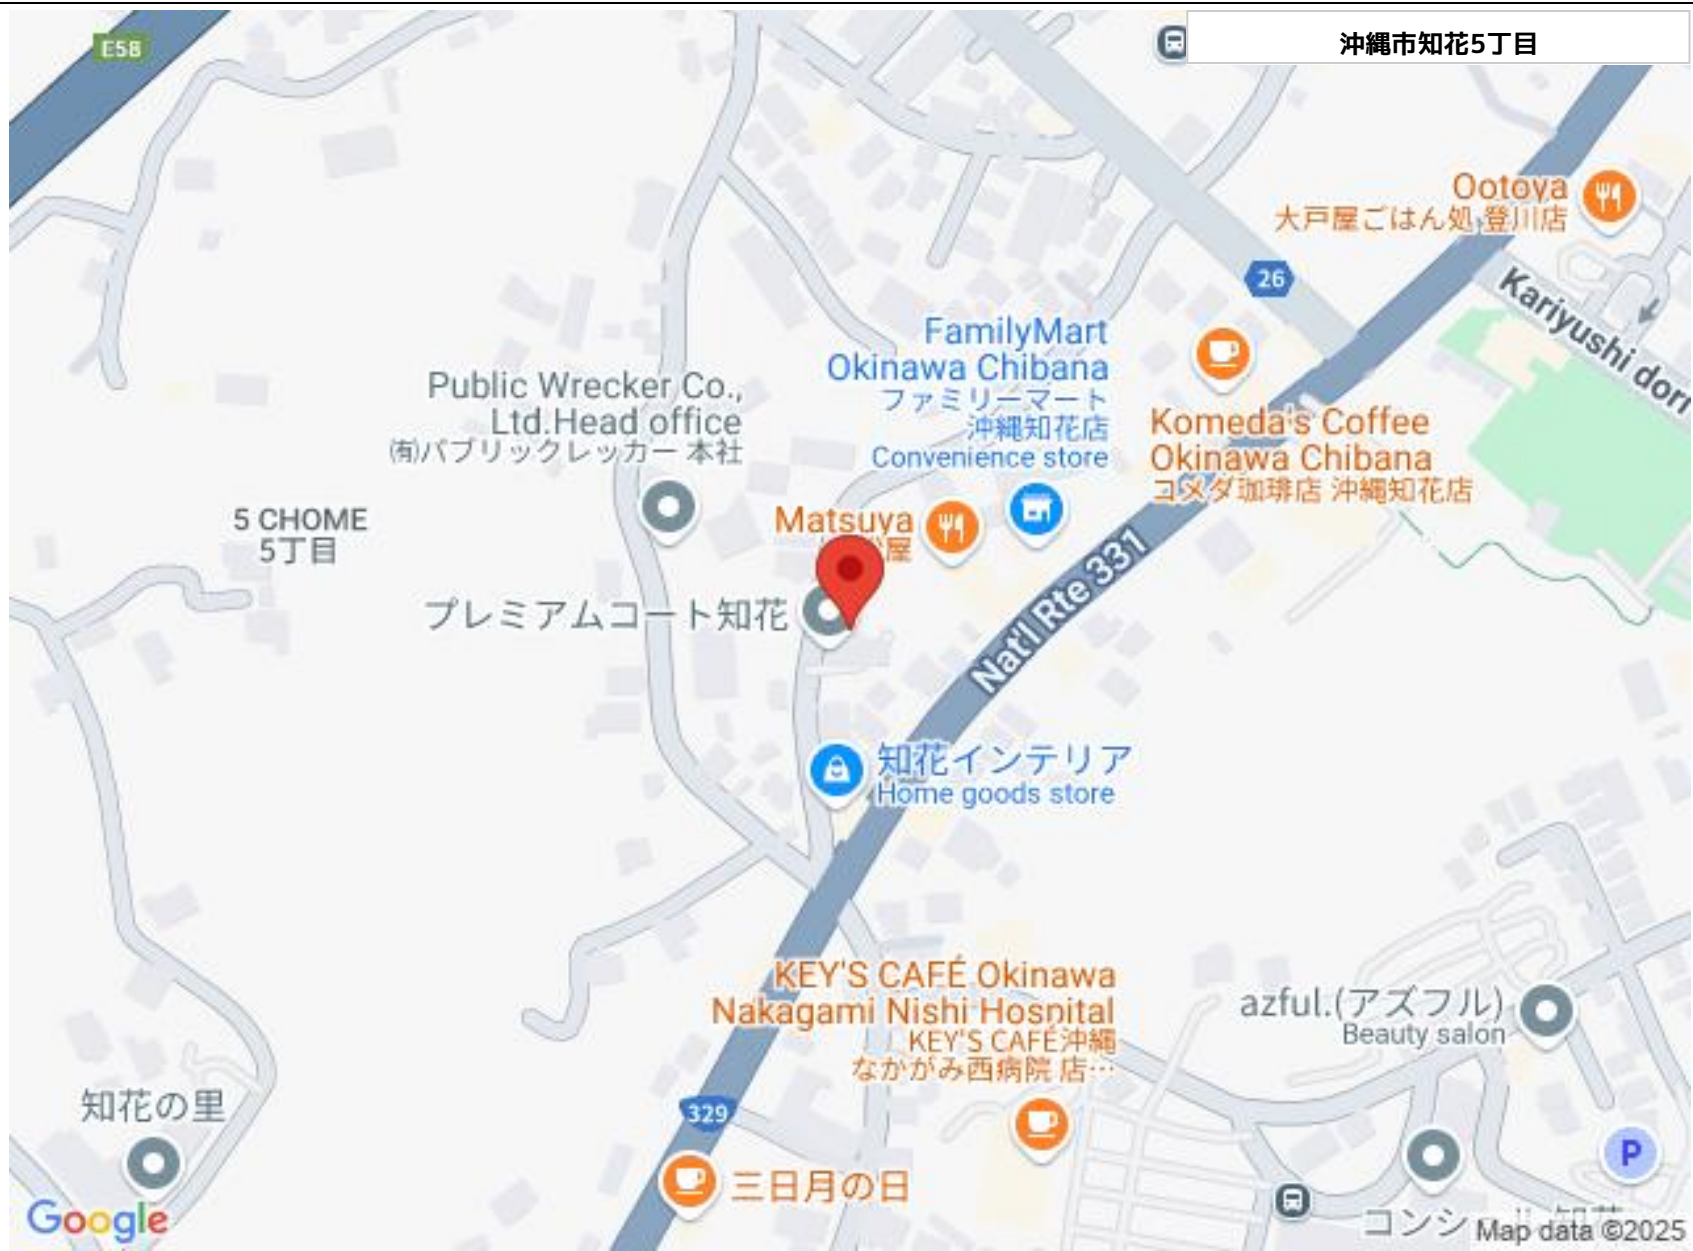 E58
沖縄市知花5丁目
Ootoya
大戸屋ごはん処 登川店
26
Kariyushi dori
FamilyMart
Okinawa Chibana
ファミリーマート
沖縄知花店
Convenience store
Public Wrecker Co.,
Ltd.Head office
㈲パブリックレッカー 本社
Komeda's Coffee
Okinawa Chibana
コメダ珈琲店 沖縄知花店
5 CHOME
5丁目
Matsuya
屋
Nat'l Rte 331
プレミアムコート知花
知花インテリア
Home goods store
KEY'S CAFÉ Okinawa
Nakagami Nishi Hospital
KEY'S CAFÉ沖縄
なかがみ西病院 店…
azful.(アズフル)
Beauty salon
知花の里
329
三日月の日
P
Google
コンシ
Map data ©2025